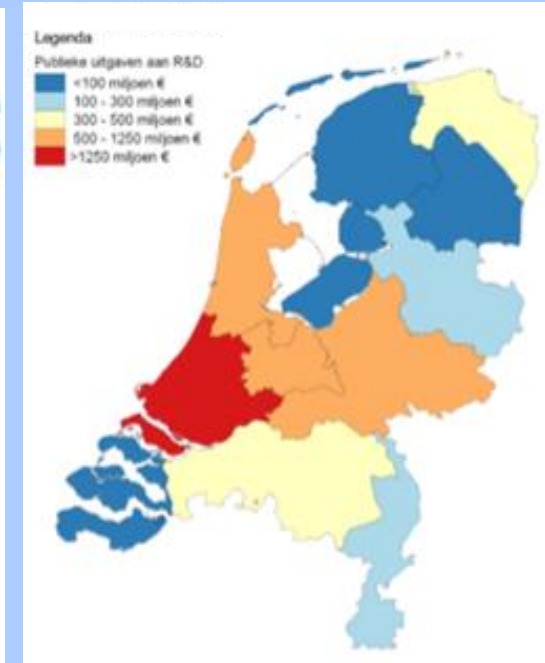 Legenda
Publieke uitgaven aan R&D
<100 miljoen €
100 - 300 miljoen €
300 - 500 miljoen €
500 - 1250 miljoen €
>1250 miljoen €